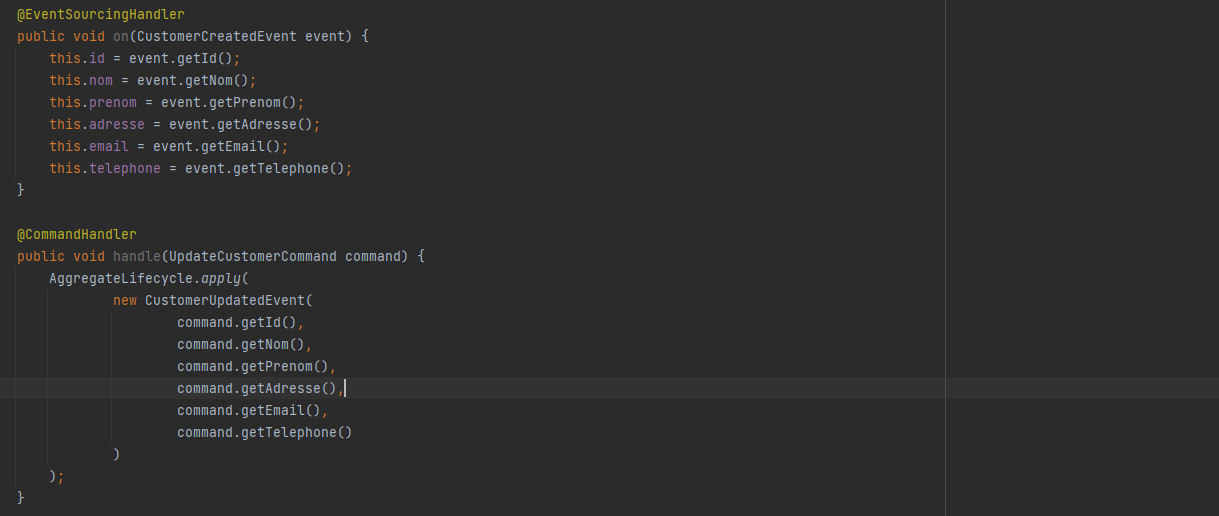 @EventSourcingHandler
public void on(CustomerCreatedEvent event) {
this.id = event.getId();
this.nom = event.getNom();
this.prenom = event.getPrenom();
this.adresse = event.getAdresse();
this.email = event.getEmail();
this.telephone = event.getTelephone();
}
@CommandHandler
public void handle(UpdateCustomerCommand command) {
AggregateLifecycle.apply(
new CustomerUpdatedEvent(
command.getId(),
command.getNom(),
command.getPrenom(),
command.getAdresse(),
command.getEmail(),
command.getTelephone()
)
);
}